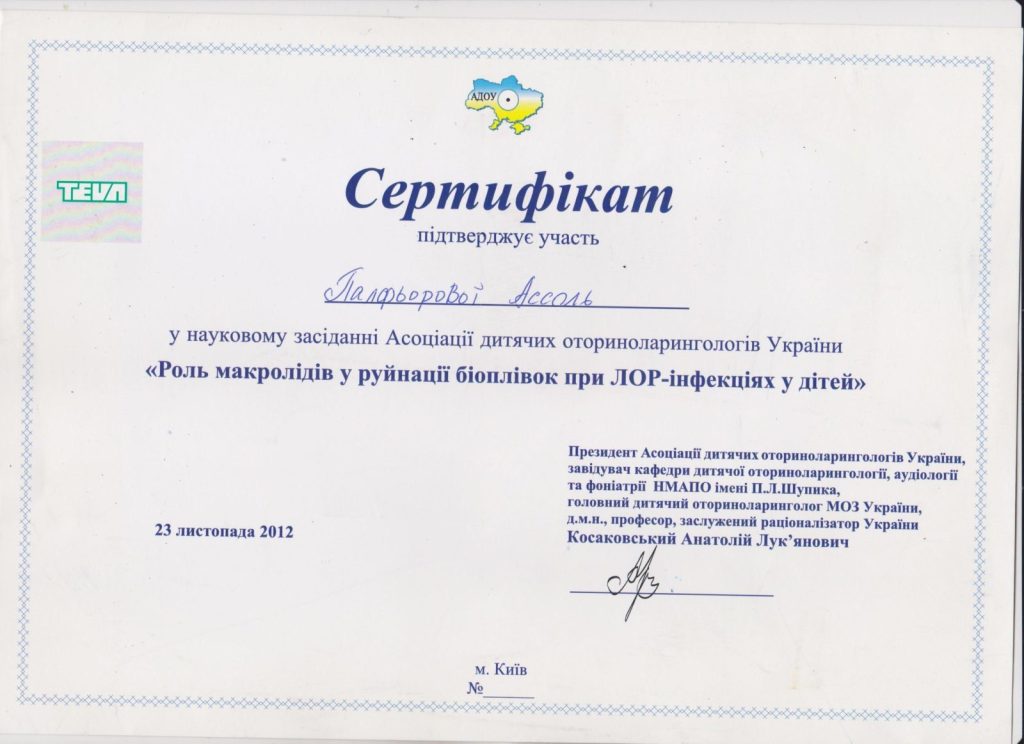 АДОУ
TEVA
Сертифікат
підтверджує участь
Палфьорової Ассоль
у науковому засіданні Асоціації дитячих оториноларингологів України
«Роль макролідів у руйнації біоплівок при ЛОР-інфекціях у дітей»
Президент Асоціації дитячих оториноларингологів України,
завідувач кафедри дитячої оториноларингології, аудіології
та фоніатрії НМАПО імені П.Л.Шупика,
головний дитячий оториноларинголог МОЗ України,
д.м.н., професор, заслужений раціоналізатор України
Косаковський Анатолій Лук’янович
23 листопада 2012
м. Київ
№______